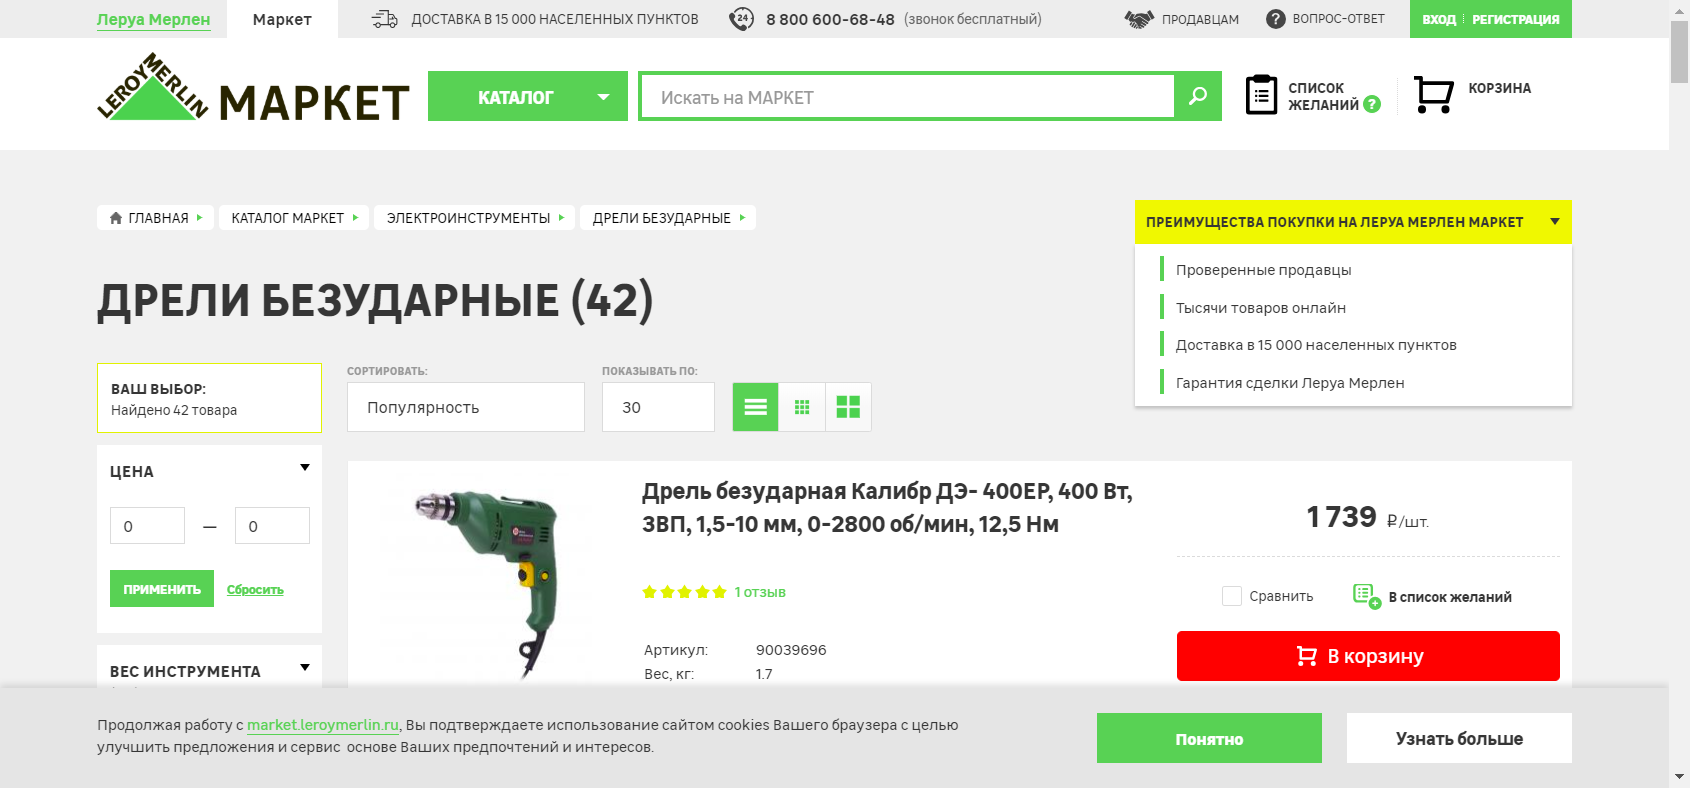 Леруа Мерлен
Маркет
ДОСТАВКА В 15 000 НАСЕЛЕННЫХ ПУНКТОВ
24
8 800 600-68-48 (звонок бесплатный)
ПРОДАВЦАМ
? ВОПРОС-ОТВЕТ
ВХОД
РЕГИСТРАЦИЯ
LEROY MERLIN
МАРКЕТ
КАТАЛОГ
Искать на МАРКЕТ
СПИСОК
ЖЕЛАНИЙ ?
КОРЗИНА
ГЛАВНАЯ
КАТАЛОГ МАРКЕТ
ЭЛЕКТРОИНСТРУМЕНТЫ
ДРЕЛИ БЕЗУДАРНЫЕ
ПРЕИМУЩЕСТВА ПОКУПКИ НА ЛЕРУА МЕРЛЕН МАРКЕТ
Проверенные продавцы
Тысячи товаров онлайн
Доставка в 15 000 населенных пунктов
Гарантия сделки Леруа Мерлен
ДРЕЛИ БЕЗУДАРНЫЕ (42)
ВАШ ВЫБОР:
Найдено 42 товара
СОРТИРОВАТЬ:
Популярность
ПОКАЗЫВАТЬ ПО:
30
ЦЕНА
0 — 0
ПРИМЕНИТЬ
Сбросить
ВЕС ИНСТРУМЕНТА
Дрель безударная Калибр ДЭ- 400ЕР, 400 Вт,
ЗВП, 1,5-10 мм, 0-2800 об/мин, 12,5 Нм
1 отзыв
Артикул: 90039696
Вес, кг: 1.7
1 739 ₽/шт.
Сравнить
В список желаний
В корзину
Продолжая работу с market.leroymerlin.ru, Вы подтверждаете использование сайтом cookies Вашего браузера с целью
улучшить предложения и сервис основе Ваших предпочтений и интересов.
Понятно
Узнать больше